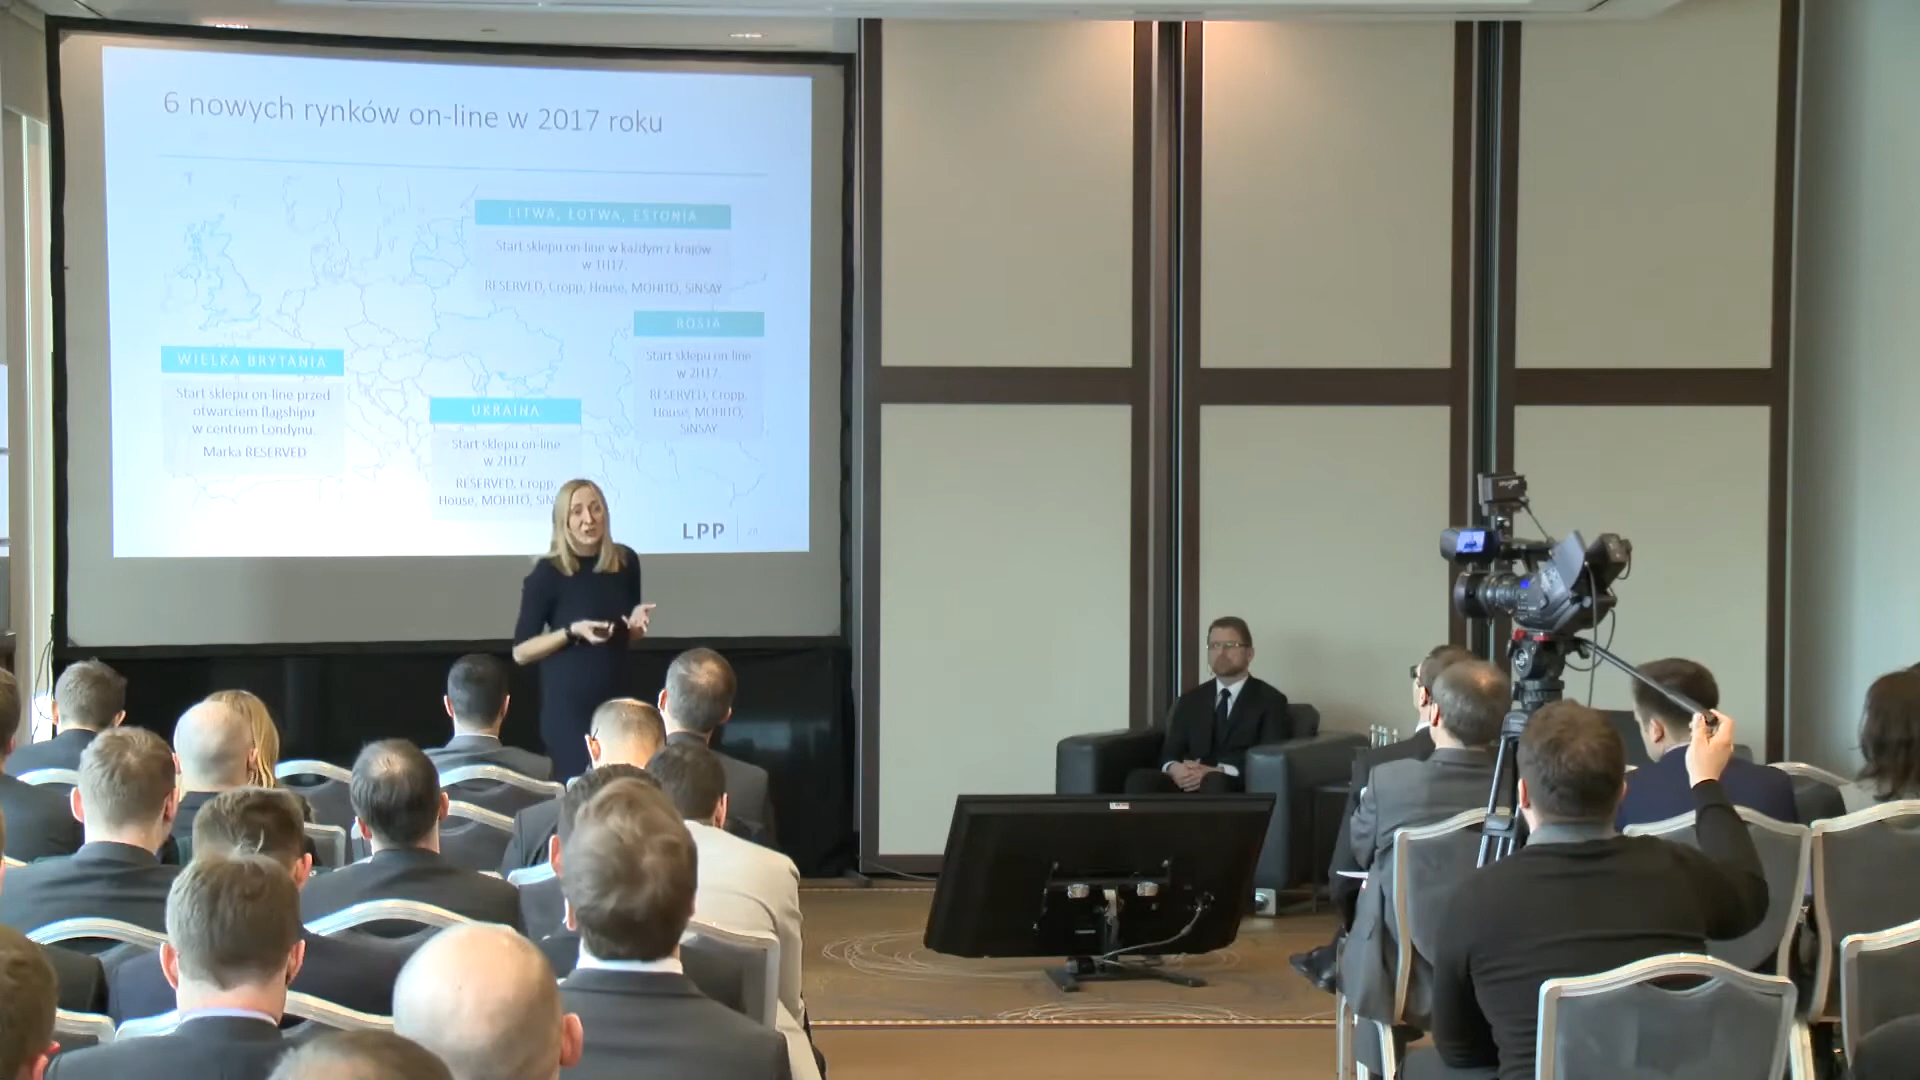 6 nowych rynków on-line w 2017 roku
LITWA, ŁOTWA, ESTONIA
Start sklepu on-line w każdym z krajów
w 1H17.
RESERVED, Cropp, House, MOHITO, SiNSAY
ROSJA
Start sklepu on-line
w 2H17.
RESERVED, Cropp,
House, MOHITO,
SiNSAY
WIELKA BRYTANIA
Start sklepu on-line przed
otwarciem flagshipu
w centrum Londynu.
Marka RESERVED
UKRAINA
Start sklepu on-line
w 2H17
RESERVED, Cropp,
House, MOHITO,
LPP